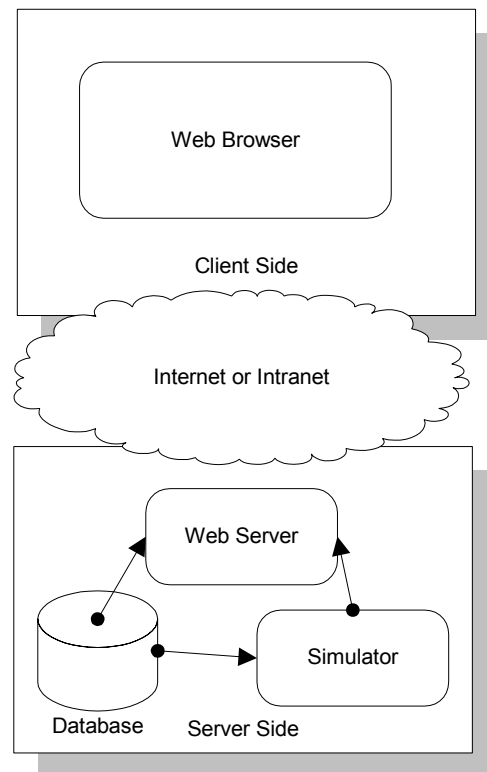 Web Browser
Client Side
Internet or Intranet
Web Server
Simulator
Database
Server Side